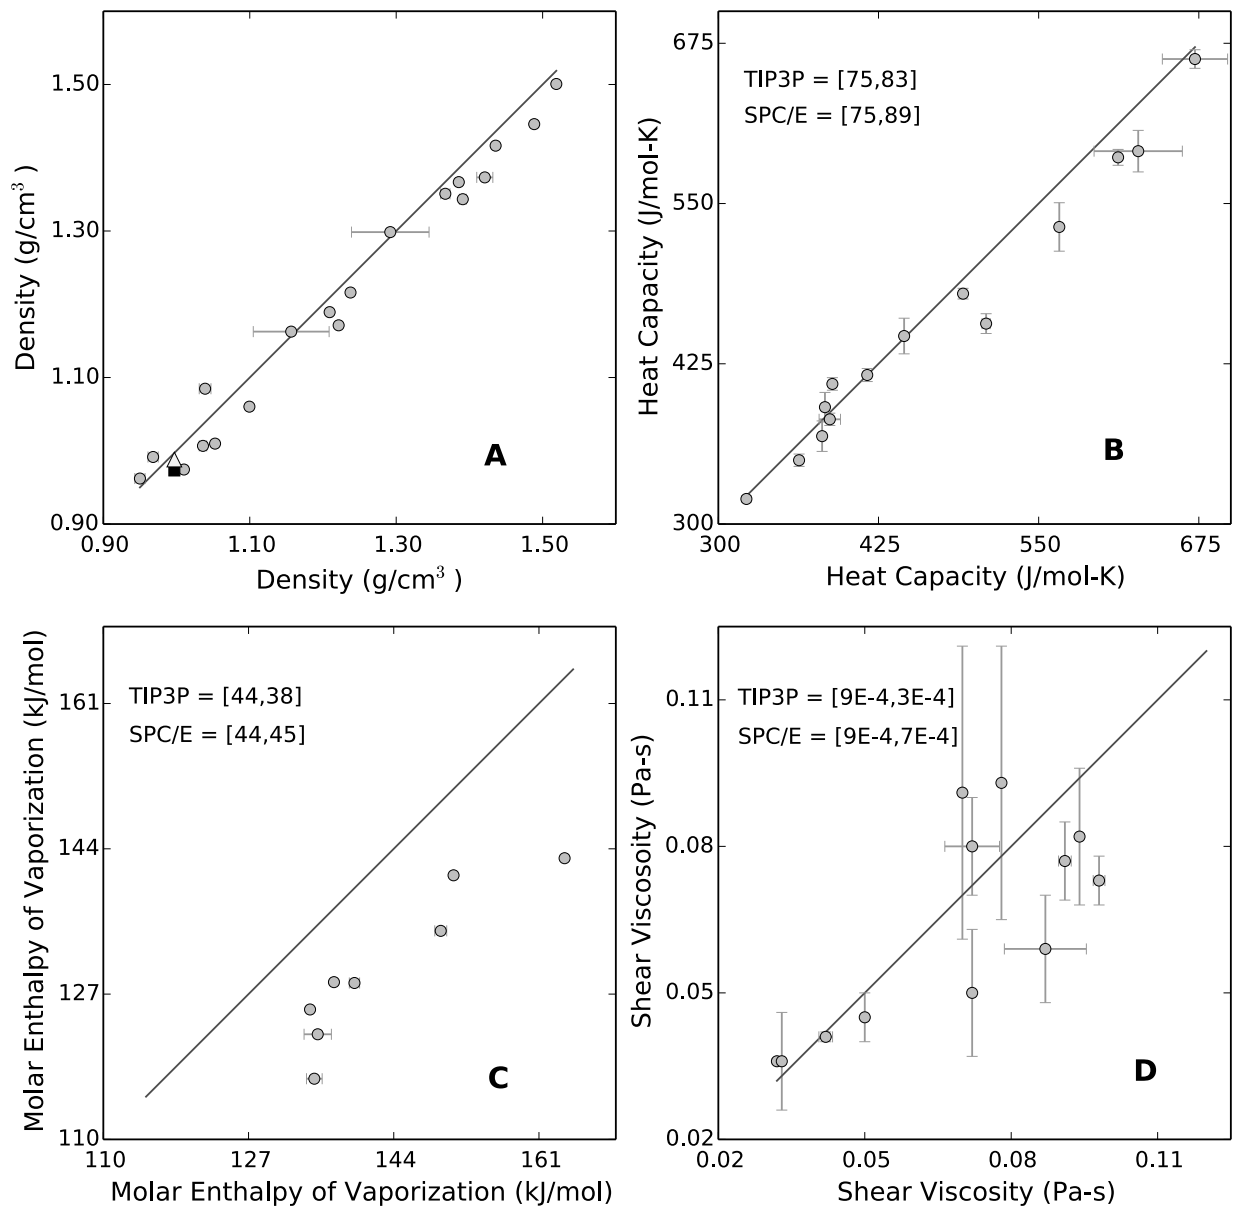 1.50
1.30
1.10
0.90
Density (g/cm³ )
0.90 1.10 1.30 1.50
Density (g/cm³ )
A
675
550
425
300
Heat Capacity (J/mol-K)
TIP3P = [75,83]
SPC/E = [75,89]
B
300 425 550 675
Heat Capacity (J/mol-K)
161
144
127
110
Molar Enthalpy of Vaporization (kJ/mol)
TIP3P = [44,38]
SPC/E = [44,45]
C
110 127 144 161
Molar Enthalpy of Vaporization (kJ/mol)
0.11
0.08
0.05
0.02
Shear Viscosoity (Pa-s)
TIP3P = [9E-4,3E-4]
SPC/E = [9E-4,7E-4]
D
0.02 0.05 0.08 0.11
Shear Viscosity (Pa-s)